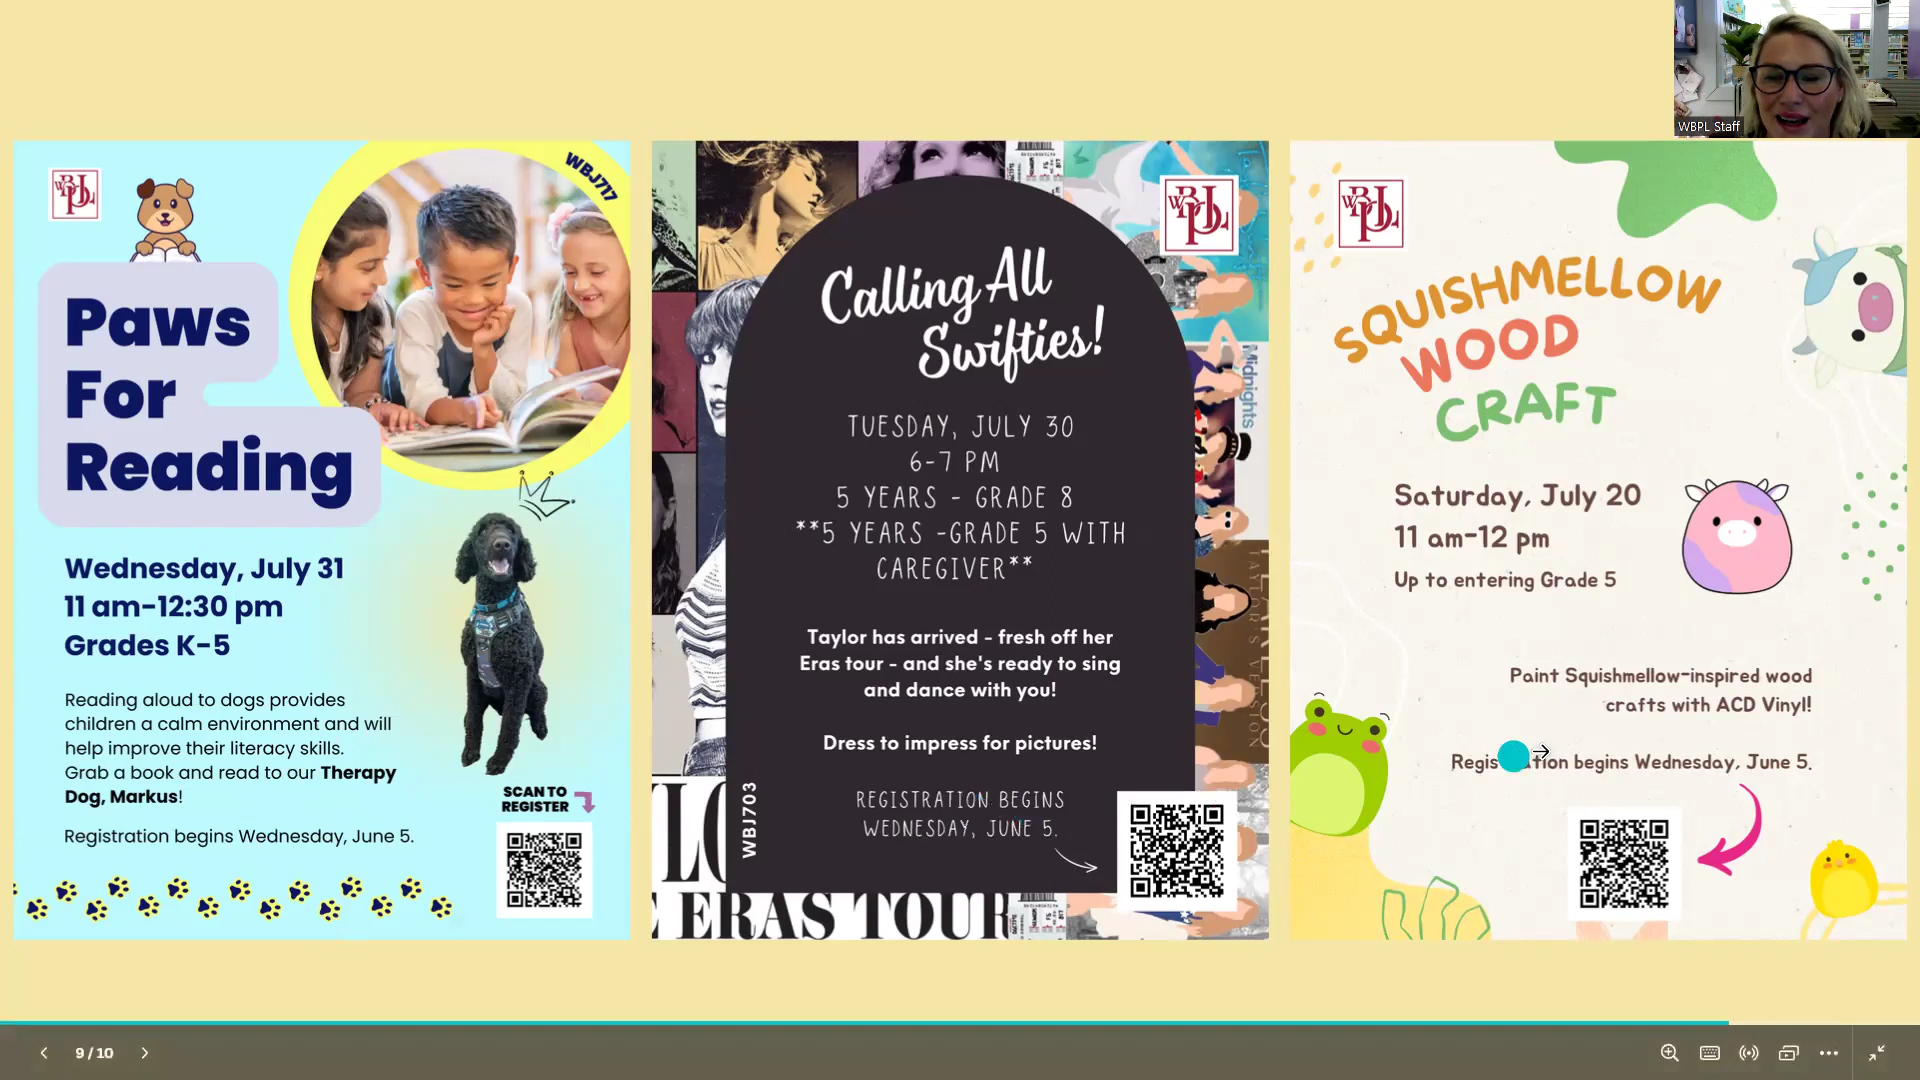 WBPL Staff
WBPL
WBJ717
Paws
For
Reading
Wednesday, July 31
11 am-12:30 pm
Grades K-5
Reading aloud to dogs provides
children a calm environment and will
help improve their literacy skills.
Grab a book and read to our Therapy
Dog, Markus!
Registration begins Wednesday, June 5.
SCAN TO
REGISTER
WBPL
Calling All
Swifties!
TUESDAY, JULY 30
6-7 PM
5 YEARS - GRADE 8
**5 YEARS -GRADE 5 WITH
CAREGIVER**
Taylor has arrived - fresh off her
Eras tour - and she's ready to sing
and dance with you!
Dress to impress for pictures!
REGISTRATION BEGINS
WEDNESDAY, JUNE 5.
WBJ703
Midnights
ERAS TOUR
WBPL
SQUISHMELLOW
WOOD
CRAFT
Saturday, July 20
11 am-12 pm
Up to entering Grade 5
Paint Squishmellow-inspired wood
crafts with ACD Vinyl!
Registration begins Wednesday, June 5.
9 / 10